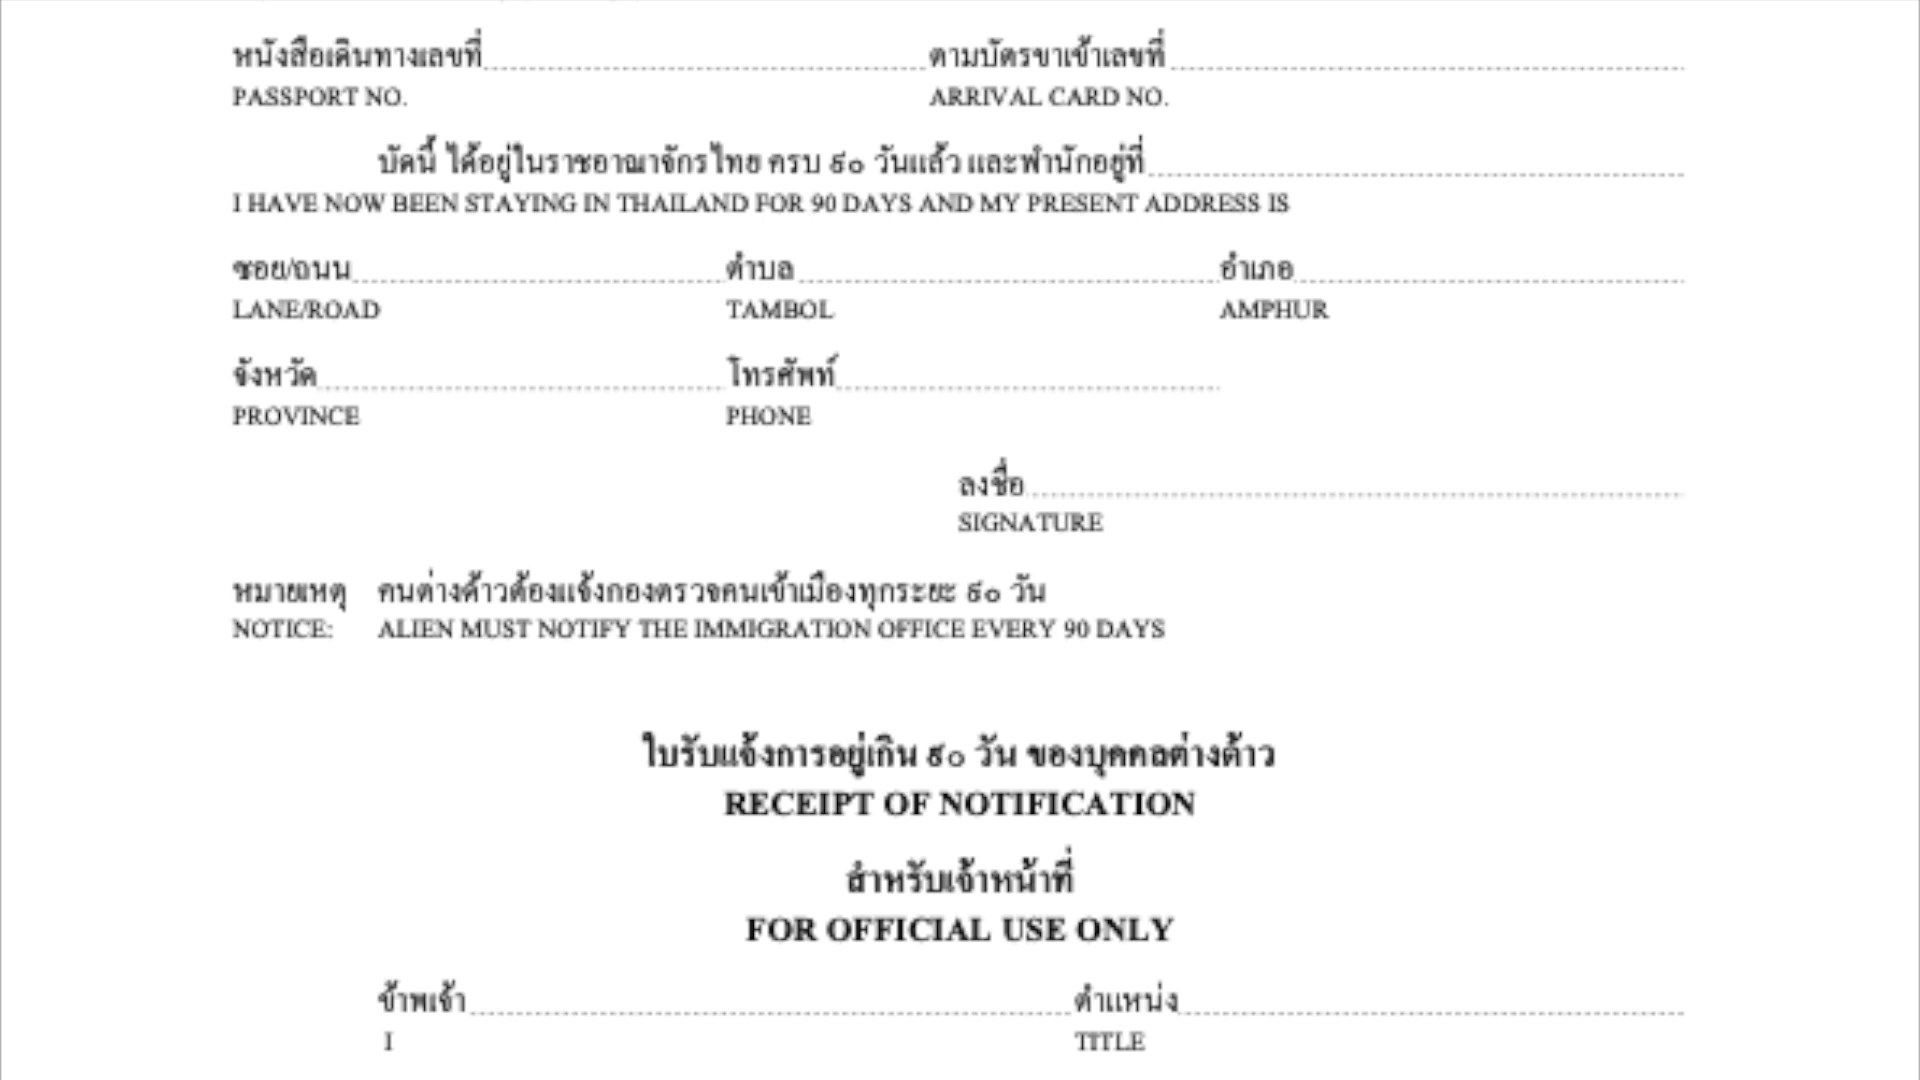 หนังสือเดินทางเลขที่ ตามบัตรขาเข้าเลขที่
PASSPORT NO. ARRIVAL CARD NO.
บัดนี้ ได้อยู่ในราชอาณาจักรไทย ครบ ๙๐ วันแล้ว และพำนักอยู่ที่
I HAVE NOW BEEN STAYING IN THAILAND FOR 90 DAYS AND MY PRESENT ADDRESS IS
ซอย/ถนน ตำบล อำเภอ
LANE/ROAD TAMBOL AMPHUR
จังหวัด โทรศัพท์
PROVINCE PHONE
ลงชื่อ
SIGNATURE
หมายเหตุ คนต่างด้าวต้องแจ้งกองตรวจคนเข้าเมืองทุกระยะ ๙๐ วัน
NOTICE: ALIEN MUST NOTIFY THE IMMIGRATION OFFICE EVERY 90 DAYS
ใบรับแจ้งการอยู่เกิน ๙๐ วัน ของบุคคลต่างด้าว
RECEIPT OF NOTIFICATION
สำหรับเจ้าหน้าที่
FOR OFFICIAL USE ONLY
ข้าพเจ้า ตำแหน่ง
I TITLE